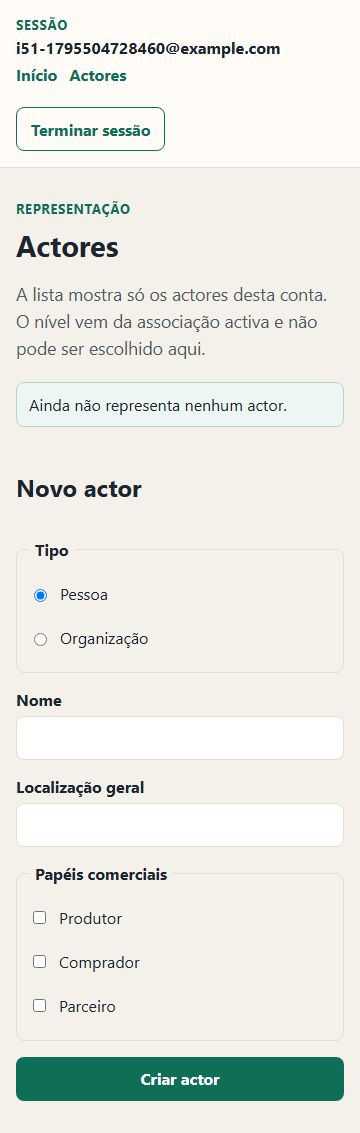 SESSÃO
i51-1795504728460@example.com
Início Actores
Terminar sessão
REPRESENTAÇÃO
Actores
A lista mostra só os actores desta conta.
O nível vem da associação activa e não
pode ser escolhido aqui.
Ainda não representa nenhum actor.
Novo actor
Tipo
Pessoa
Organização
Nome
Localização geral
Papéis comerciais
Produtor
Comprador
Parceiro
Criar actor